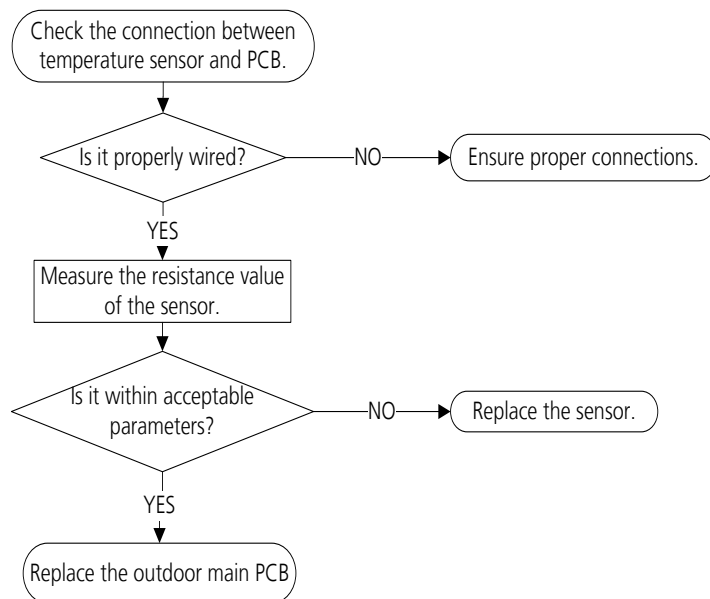 Check the connection between
temperature sensor and PCB.
Is it properly wired?
NO
Ensure proper connections.
YES
Measure the resistance value
of the sensor.
Is it within acceptable
parameters?
NO
Replace the sensor.
YES
Replace the outdoor main PCB